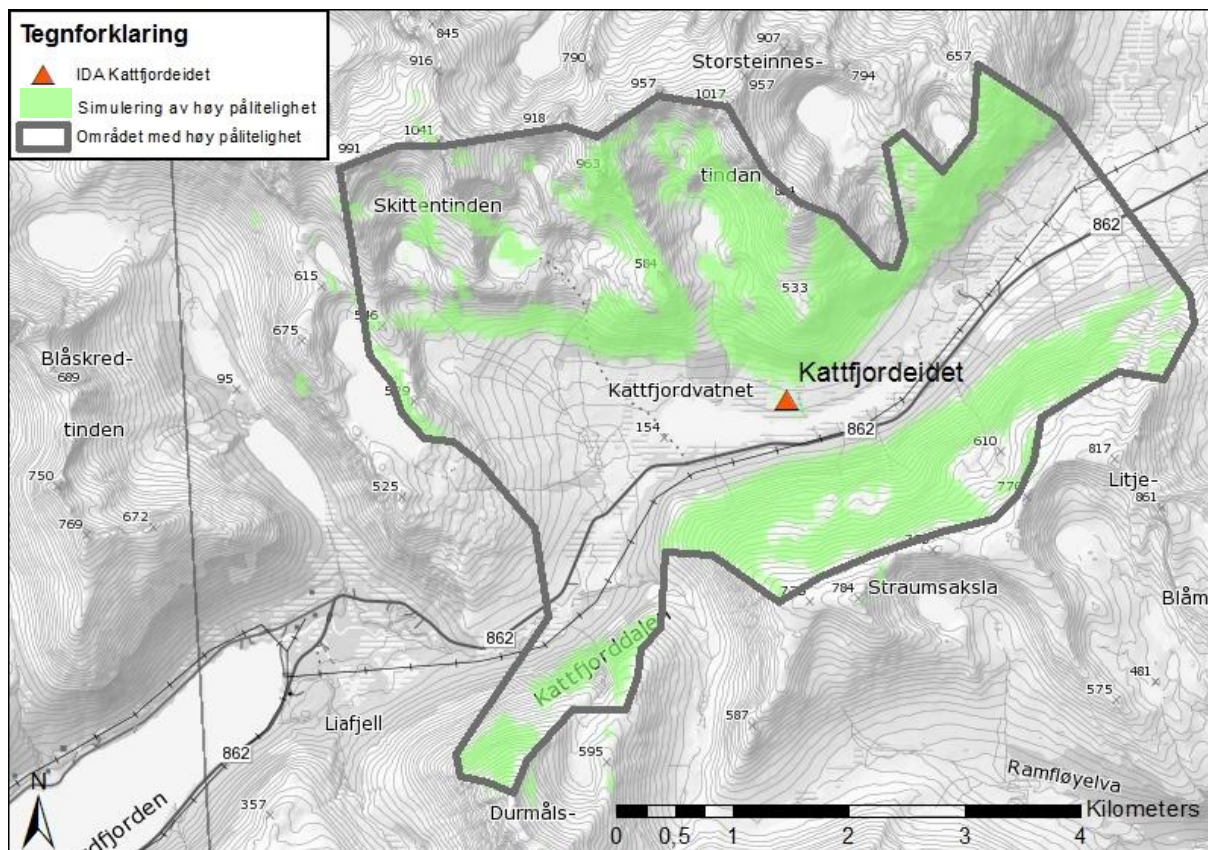 Tegnforklaring
IDA Kattfjordeidet
Simulering av høy pålitelighet
Området med høy pålitelighet
845
916
790
907
Storsteinnes-
794
657
957
957
1017
918
1041
991
963
tindan
Skittentinden
862
584
533
615
546
675
Blåskred-
689
95
Kattfjordvatnet
Kattfjordeidet
tinden
154
862
610
817
750
525
776
Litje-
861
769
672
784
Straumsaksla
Blåm
862
Kattfjorddalen
481
575
Liafjell
587
862
595
Ramfløyelva
N
357
Durmåls-
Kilometers
0 0,5 1 2 3 4
rdfjorden